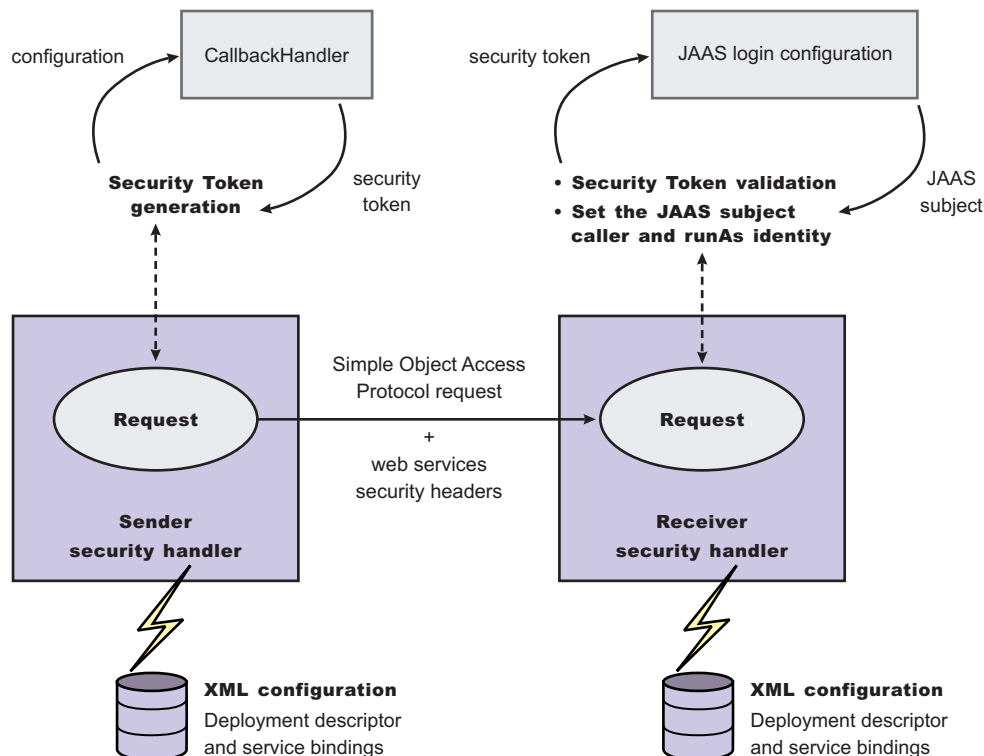 configuration
CallbackHandler
security token
JAAS login configuration
Security Token
generation
security
token
• Security Token validation
• Set the JAAS subject
caller and runAs identity
JAAS
subject
Simple Object Access
Protocol request
Request
Request
+
web services
security headers
Sender
security handler
Receiver
security handler
XML configuration
Deployment descriptor
and service bindings
XML configuration
Deployment descriptor
and service bindings